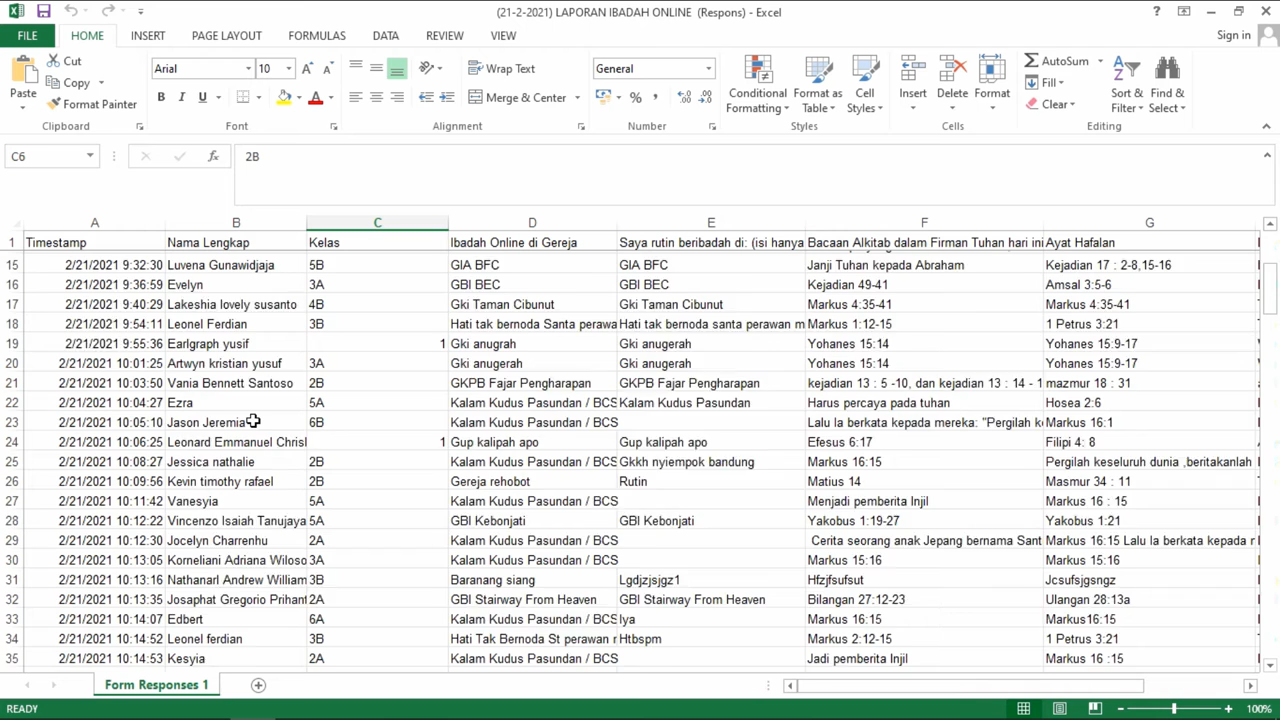 (21-2-2021) LAPORAN IBADAH ONLINE (Respons) - Excel
Sign in
FILE HOME INSERT PAGE LAYOUT FORMULAS DATA REVIEW VIEW
Cut
Copy
Format Painter
Paste
Clipboard
Arial 10
B I U
Font
Wrap Text
Merge & Center
Alignment
General
% ,
Number
Conditional Formatting
Format as Table
Cell Styles
Styles
Insert Delete Format
Cells
AutoSum
Fill
Clear
Sort & Filter
Find & Select
Editing
C6 fx 2B
A B C D E F G
1 Timestamp Nama Lengkap Kelas Ibadah Online di Gereja Saya rutin beribadah di: (isi hanya Bacaan Alkitab dalam Firman Tuhan hari ini Ayat Hafalan
15 2/21/2021 9:32:30 Luvena Gunawidjaja 5B GIA BFC GIA BFC Janji Tuhan kepada Abraham Kejadian 17 : 2-8,15-16
16 2/21/2021 9:36:59 Evelyn 3A GBI BEC GBI BEC Kejadian 49-41 Amsal 3:5-6
17 2/21/2021 9:40:29 Lakeshia lovely susanto 4B Gki Taman Cibunut Gki Taman Cibunut Markus 4:35-41 Markus 4:35-41
18 2/21/2021 9:54:11 Leonel Ferdian 3B Hati tak bernoda Santa perawa Hati tak bernoda santa perawan m Markus 1:12-15 1 Petrus 3:21
19 2/21/2021 9:55:36 Earlgraph yusif 1 Gki anugrah Gki anugerah Yohanes 15:14 Yohanes 15:9-17
20 2/21/2021 10:01:25 Artwyn kristian yusuf 3A Gki anugerah Gki anugerah Yohanes 15:14 Yohanes 15:9-17
21 2/21/2021 10:03:50 Vania Bennett Santoso 2B GKPB Fajar Pengharapan GKPB Fajar Pengharapan kejadian 13 : 5 -10, dan kejadian 13 : 14 - 1 mazmur 18 : 31
22 2/21/2021 10:04:27 Ezra 5A Kalam Kudus Pasundan / BCS Kalam Kudus Pasundan Harus percaya pada tuhan Hosea 2:6
23 2/21/2021 10:05:10 Jason Jeremia 6B Kalam Kudus Pasundan / BCS Lalu Ia berkata kepada mereka: "Pergilah ke Markus 16:1
24 2/21/2021 10:06:25 Leonard Emmanuel Chrisl 1 Gup kalipah apo Gup kalipah apo Efesus 6:17 Filipi 4: 8
25 2/21/2021 10:08:27 Jessica nathalie 2B Kalam Kudus Pasundan / BCS Gkkh nyiempok bandung Markus 16:15 Pergilah keseluruh dunia ,beritakanlah
26 2/21/2021 10:09:56 Kevin timothy rafael 2B Gereja rehobot Rutin Matius 14 Masmur 34 : 11
27 2/21/2021 10:11:42 Vanesyia 5A Kalam Kudus Pasundan / BCS Menjadi pemberita Injil Markus 16 : 15
28 2/21/2021 10:12:22 Vincenzo Isaiah Tanujaya 5A GBI Kebonjati GBI Kebonjati Yakobus 1:19-27 Yakobus 1:21
29 2/21/2021 10:12:30 Jocelyn Charrenhu 2A Kalam Kudus Pasundan / BCS Cerita seorang anak Jepang bernama Sant Markus 16:15 Lalu Ia berkata kepada r
30 2/21/2021 10:13:05 Korneliani Adriana Wiloso 3A Kalam Kudus Pasundan / BCS Markus 15:16 Markus 15:16
31 2/21/2021 10:13:16 Nathanarl Andrew William 3B Baranang siang Lgdjzjsjgz1 Hfzjfsufsut Jcsufsjgsngz
32 2/21/2021 10:13:35 Josaphat Gregorio Prihant 2A GBI Stairway From Heaven GBI Stairway From Heaven Bilangan 27:12-23 Ulangan 28:13a
33 2/21/2021 10:14:07 Edbert 6A Kalam Kudus Pasundan / BCS Iya Markus 16:15 Markus16:15
34 2/21/2021 10:14:52 Leonel ferdian 3B Hati Tak Bernoda St perawan r Htbspm Markus 2:12-15 1 Petrus 3:21
35 2/21/2021 10:14:53 Kesyia 2A Kalam Kudus Pasundan / BCS Jadi pemberita Injil Markus 16 :15
Form Responses 1
READY 100%